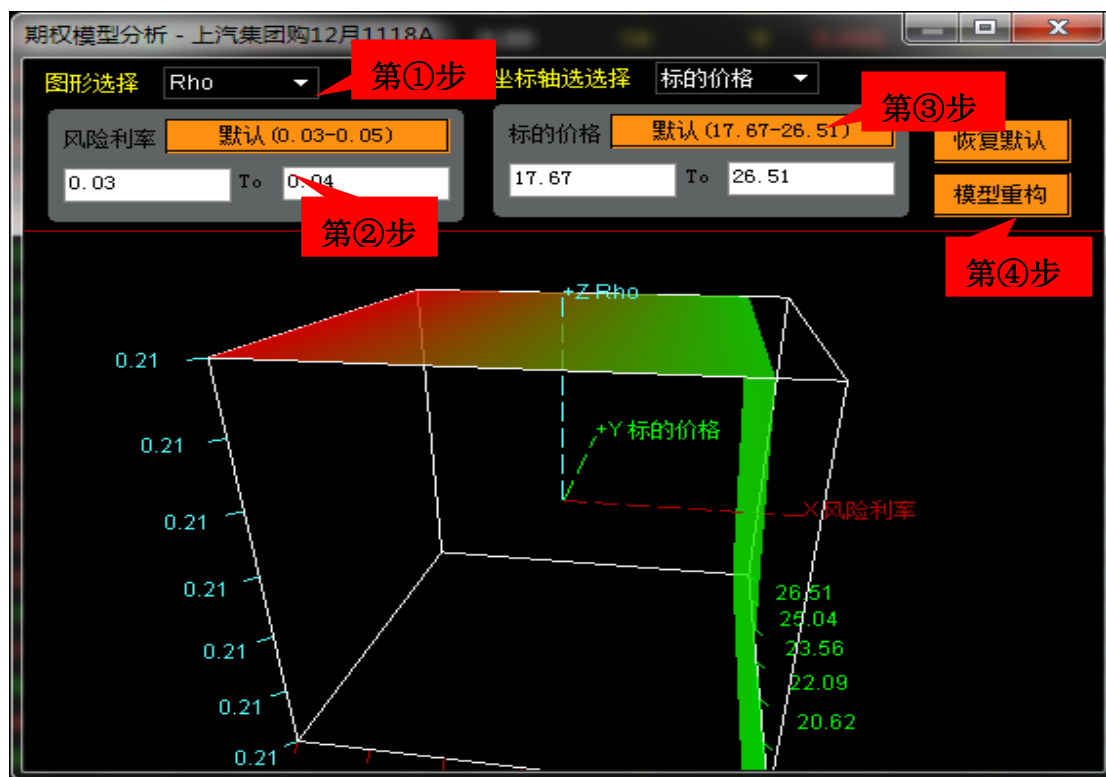 期权模型分析 - 上汽集团购12月1118A
图形选择 Rho 第①步 坐标轴选选择 标的价格
第③步
风险利率 默认(0.03-0.05) 标的价格 默认(17.67-26.51) 恢复默认
0.03 To 0.04 17.67 To 26.51 模型重构
第②步
第④步
+Z Rho
0.21
+Y 标的价格
0.21
X 风险利率
0.21
0.21
26.51
25.04
0.21
23.56
22.09
0.21
20.62
0.21